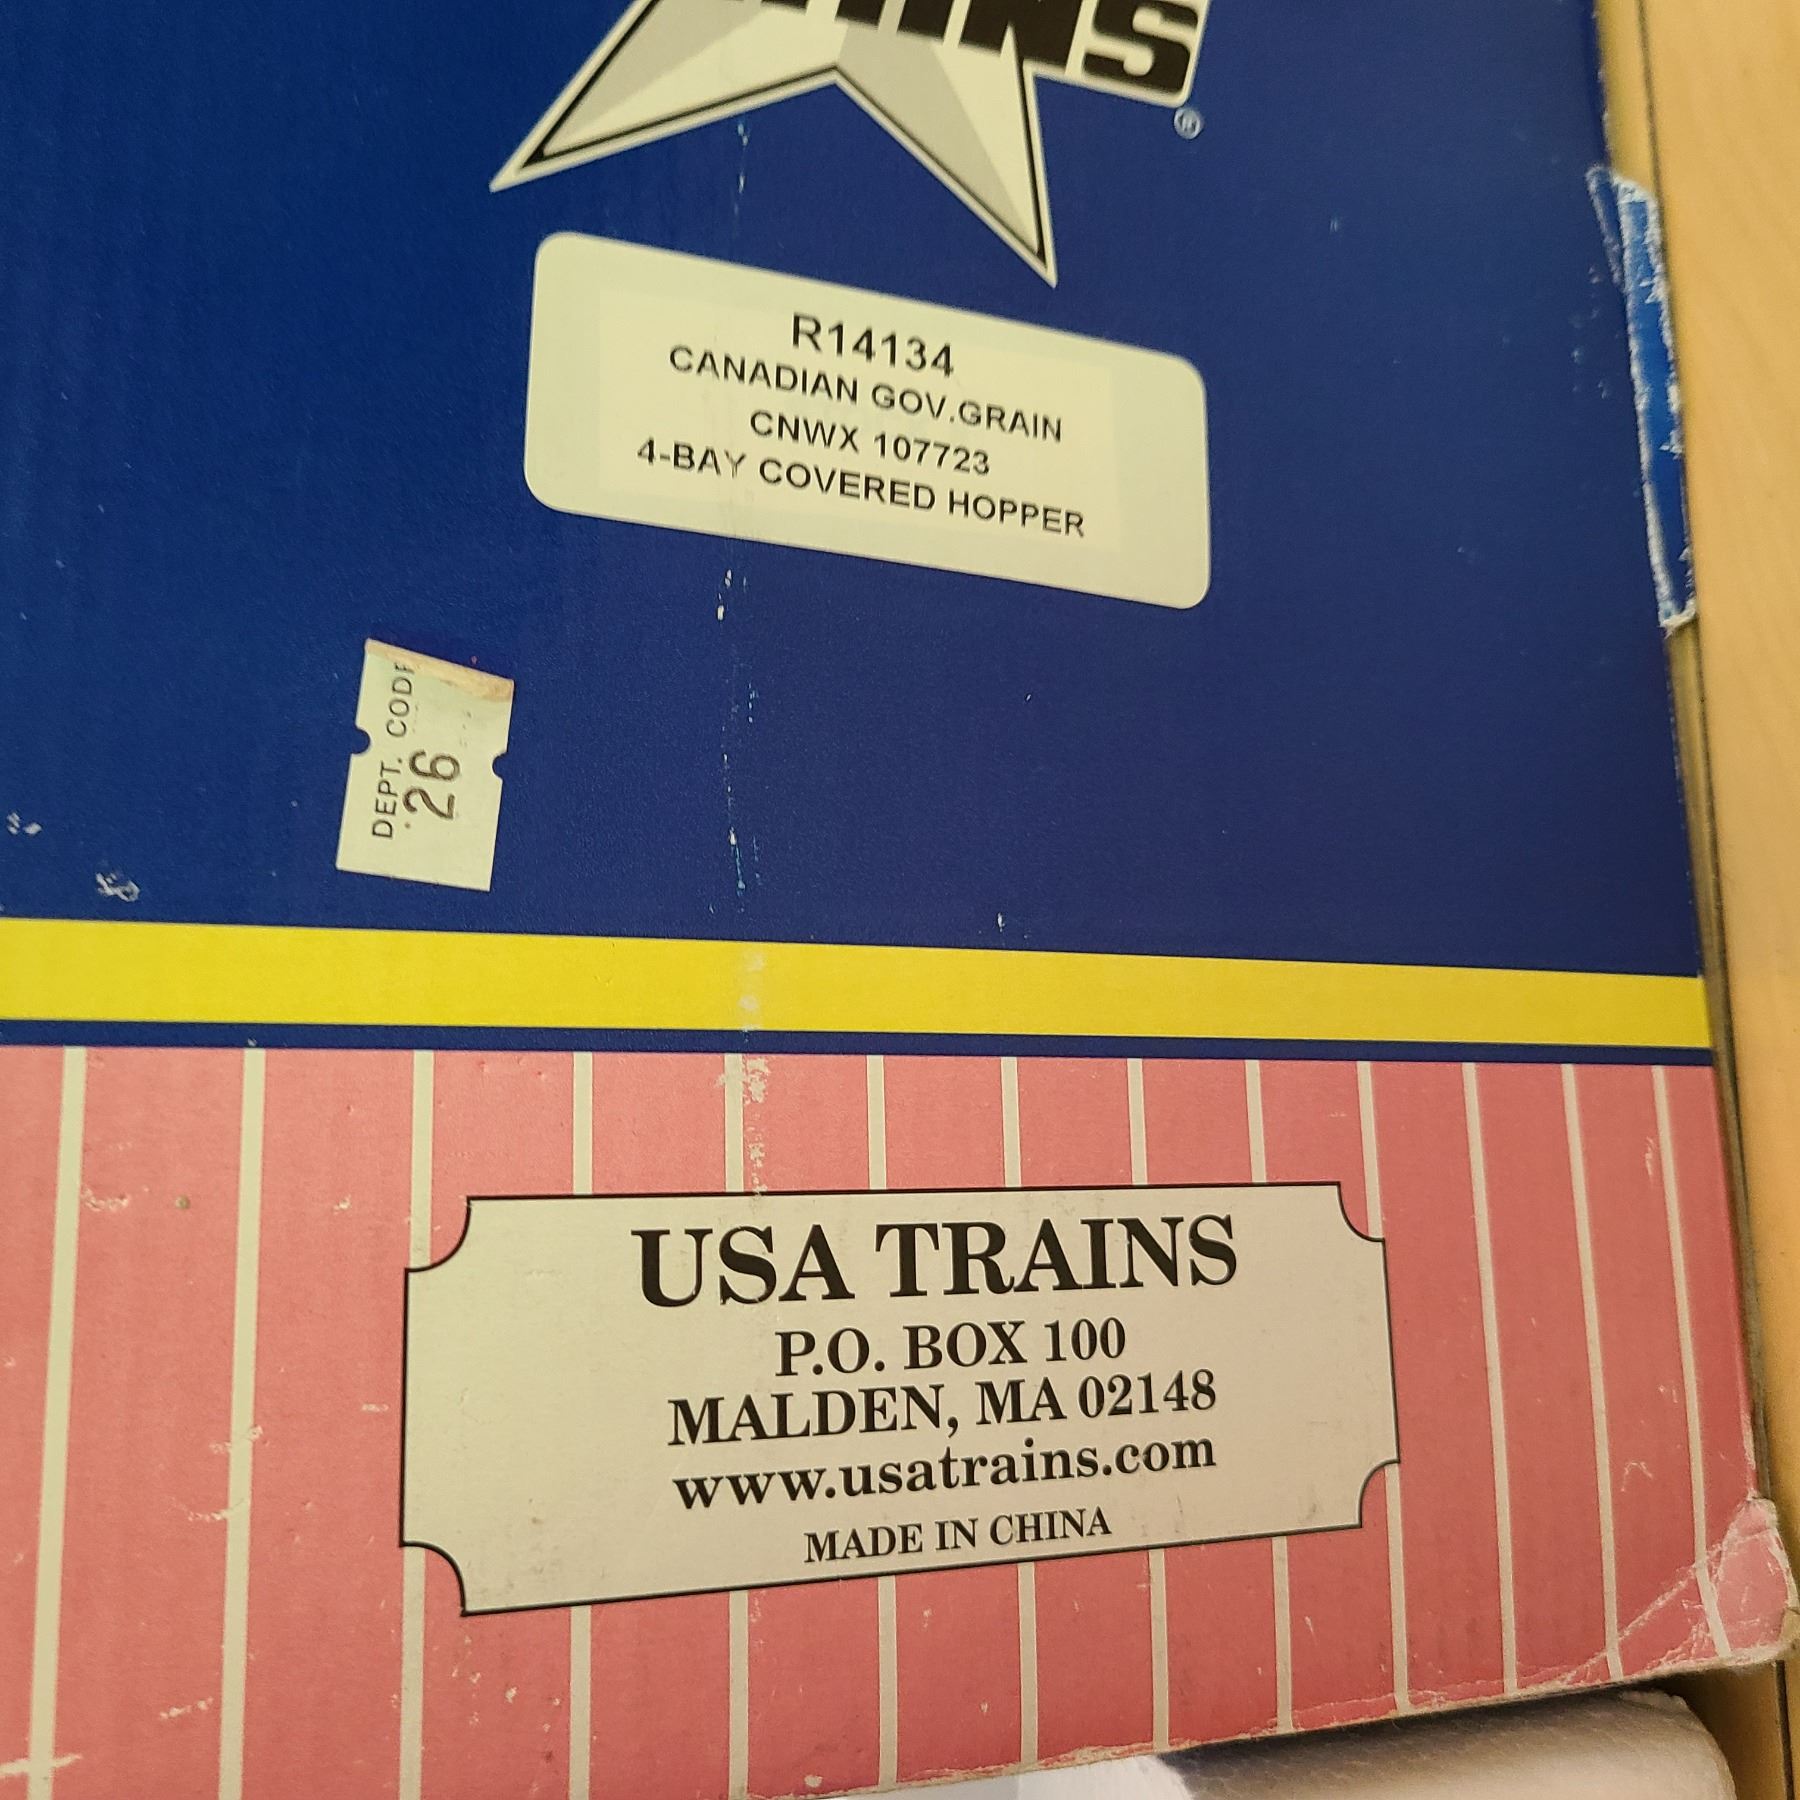 ®
R14134
CANADIAN GOV.GRAIN
CNWX 107723
4-BAY COVERED HOPPER
DEPT.
26
USA TRAINS
P.O. BOX 100
MALDEN, MA 02148
www.usatrains.com
MADE IN CHINA